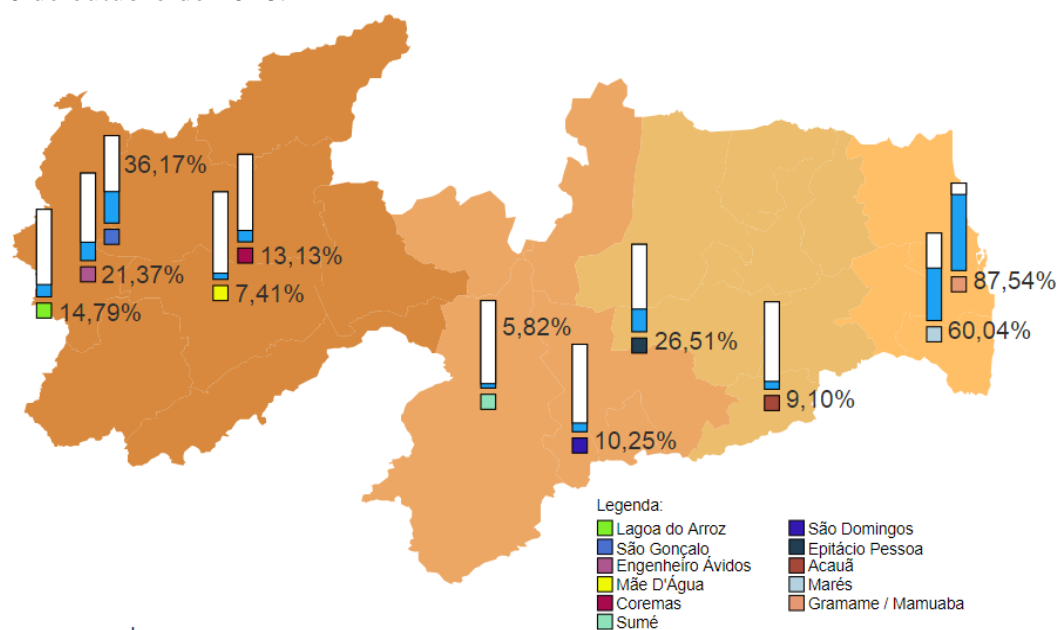 36,17%
13,13%
21,37%
7,41%
14,79%
5,82%
26,51%
10,25%
9,10%
87,54%
60,04%
Legenda:
Lagoa do Arroz
São Gonçalo
Engenheiro Ávidos
Mãe D'Água
Coremas
Sumé
São Domingos
Epitácio Pessoa
Acauã
Marés
Gramame / Mamuaba